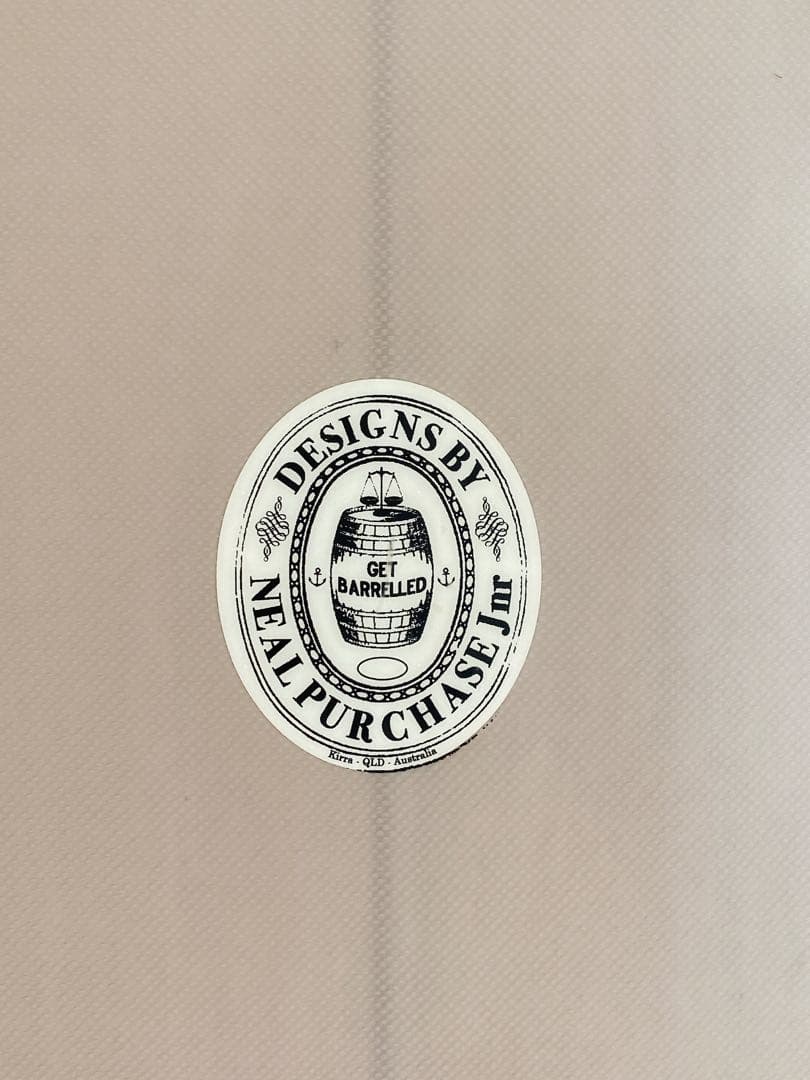 DESIGNS BY
GET
BARRELLED
NEAL PURCHASE Jnr
Kirra - QLD - Australia